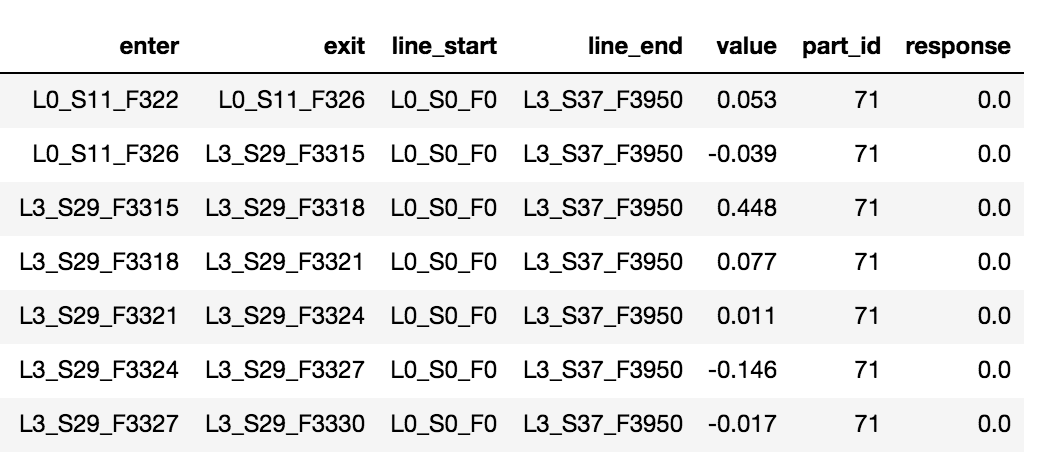 enter exit line_start line_end value part_id response
L0_S11_F322 L0_S11_F326 L0_S0_F0 L3_S37_F3950 0.053 71 0.0
L0_S11_F326 L3_S29_F3315 L0_S0_F0 L3_S37_F3950 -0.039 71 0.0
L3_S29_F3315 L3_S29_F3318 L0_S0_F0 L3_S37_F3950 0.448 71 0.0
L3_S29_F3318 L3_S29_F3321 L0_S0_F0 L3_S37_F3950 0.077 71 0.0
L3_S29_F3321 L3_S29_F3324 L0_S0_F0 L3_S37_F3950 0.011 71 0.0
L3_S29_F3324 L3_S29_F3327 L0_S0_F0 L3_S37_F3950 -0.146 71 0.0
L3_S29_F3327 L3_S29_F3330 L0_S0_F0 L3_S37_F3950 -0.017 71 0.0